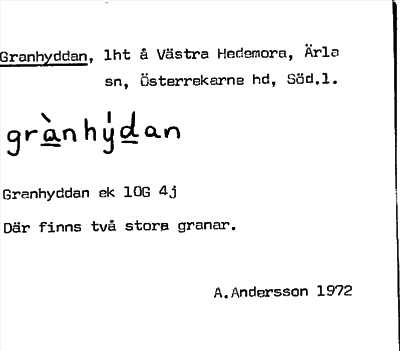 Granhyddan, lht å Västra Hedemora, Ärla
sn, Österrekarne hd, Söd.l.
grànhýdan
Granhyddan ek 10G 4j
Där finns två stora granar.
A.Andersson 1972